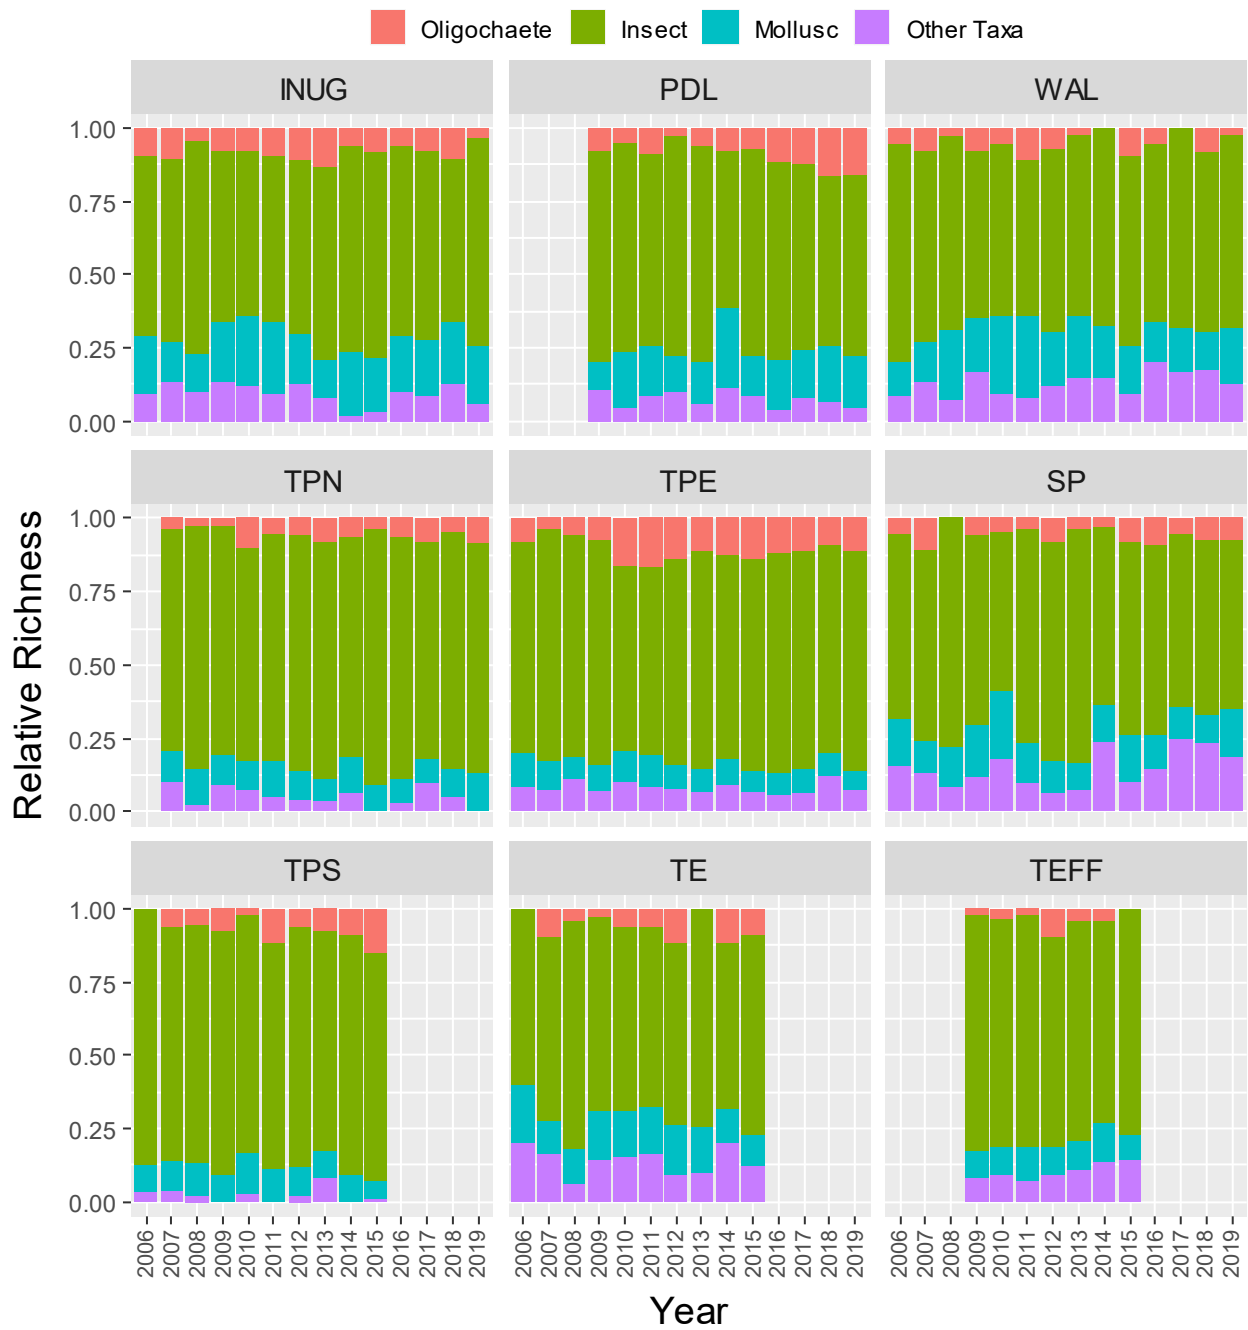 Oligochaete Insect Mollusc Other Taxa
INUG PDL WAL
1.00
0.75
0.50
0.25
0.00
TPN TPE SP
1.00
0.75
0.50
0.25
0.00
Relative Richness
TPS TE TEFF
1.00
0.75
0.50
0.25
0.00
2006 2007 2008 2009 2010 2011 2012 2013 2014 2015 2016 2017 2018 2019 2006 2007 2008 2009 2010 2011 2012 2013 2014 2015 2016 2017 2018 2019 2006 2007 2008 2009 2010 2011 2012 2013 2014 2015 2016 2017 2018 2019
Year